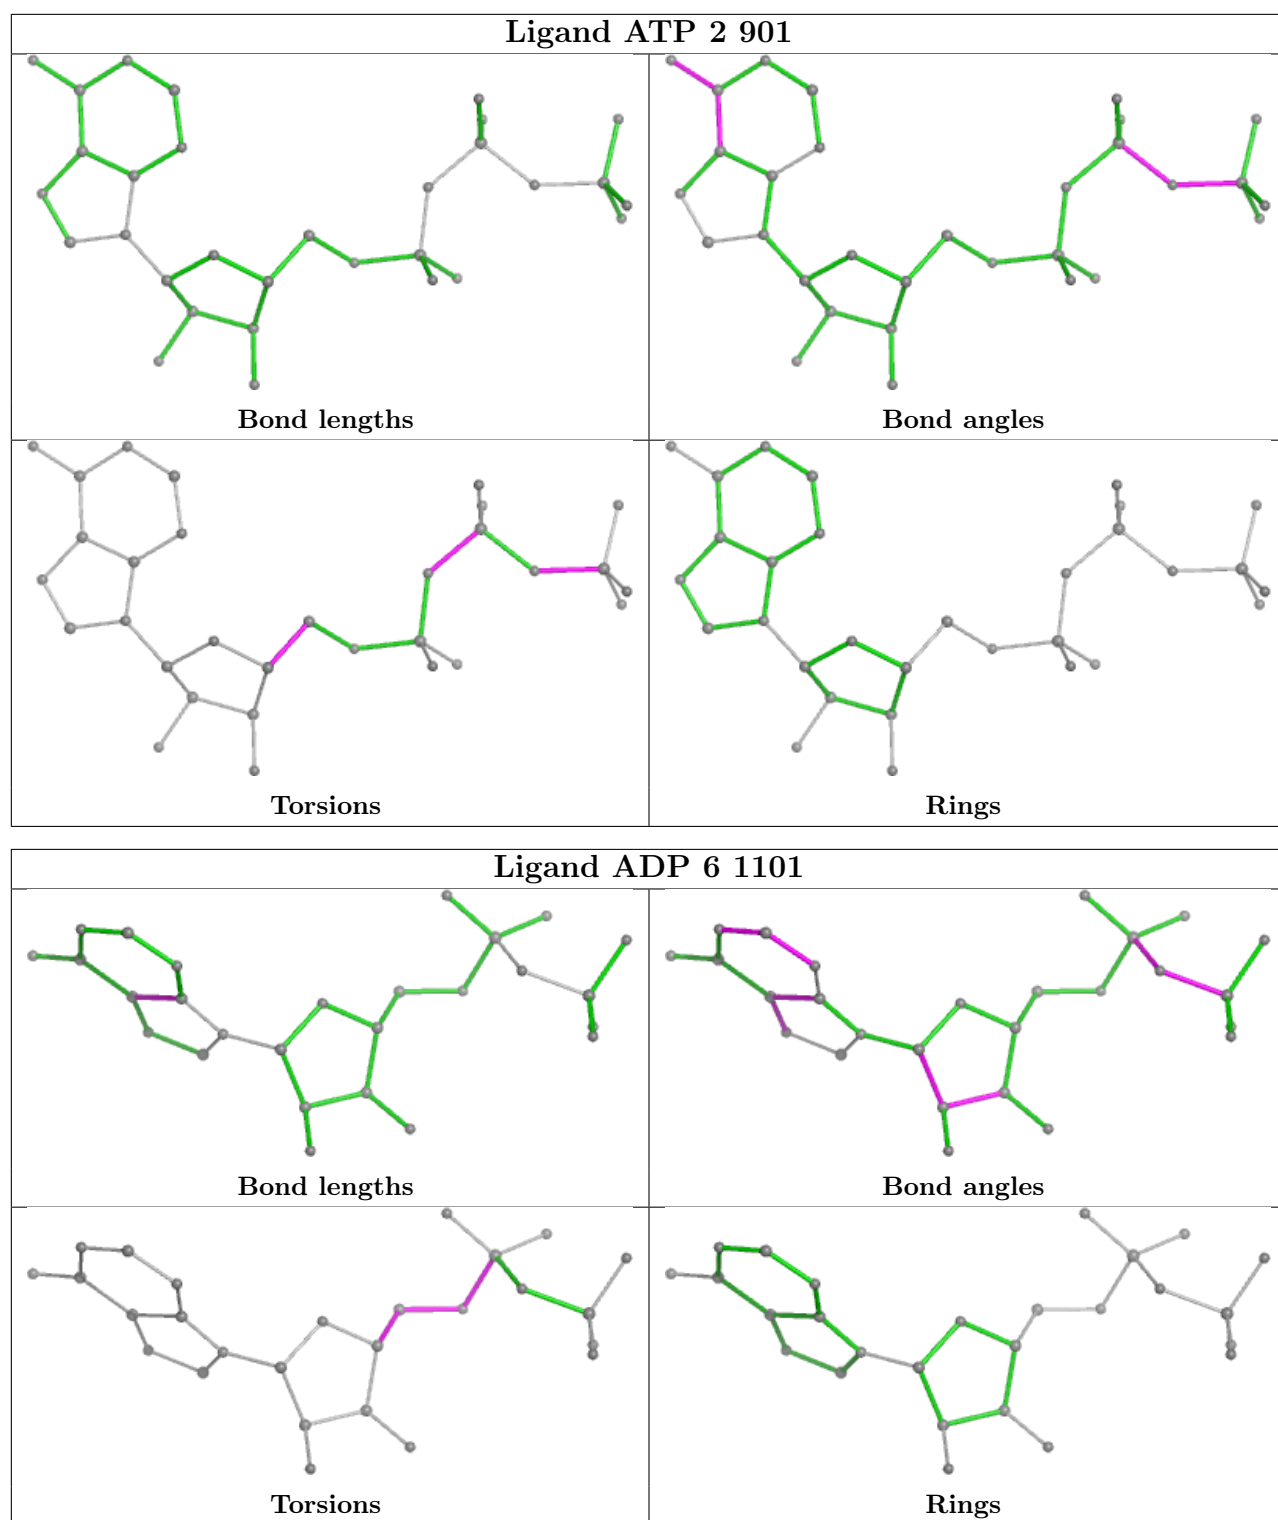 Ligand ATP 2 901
Bond lengths
Bond angles
Torsions
Rings
Ligand ADP 6 1101
Bond lengths
Bond angles
Torsions
Rings